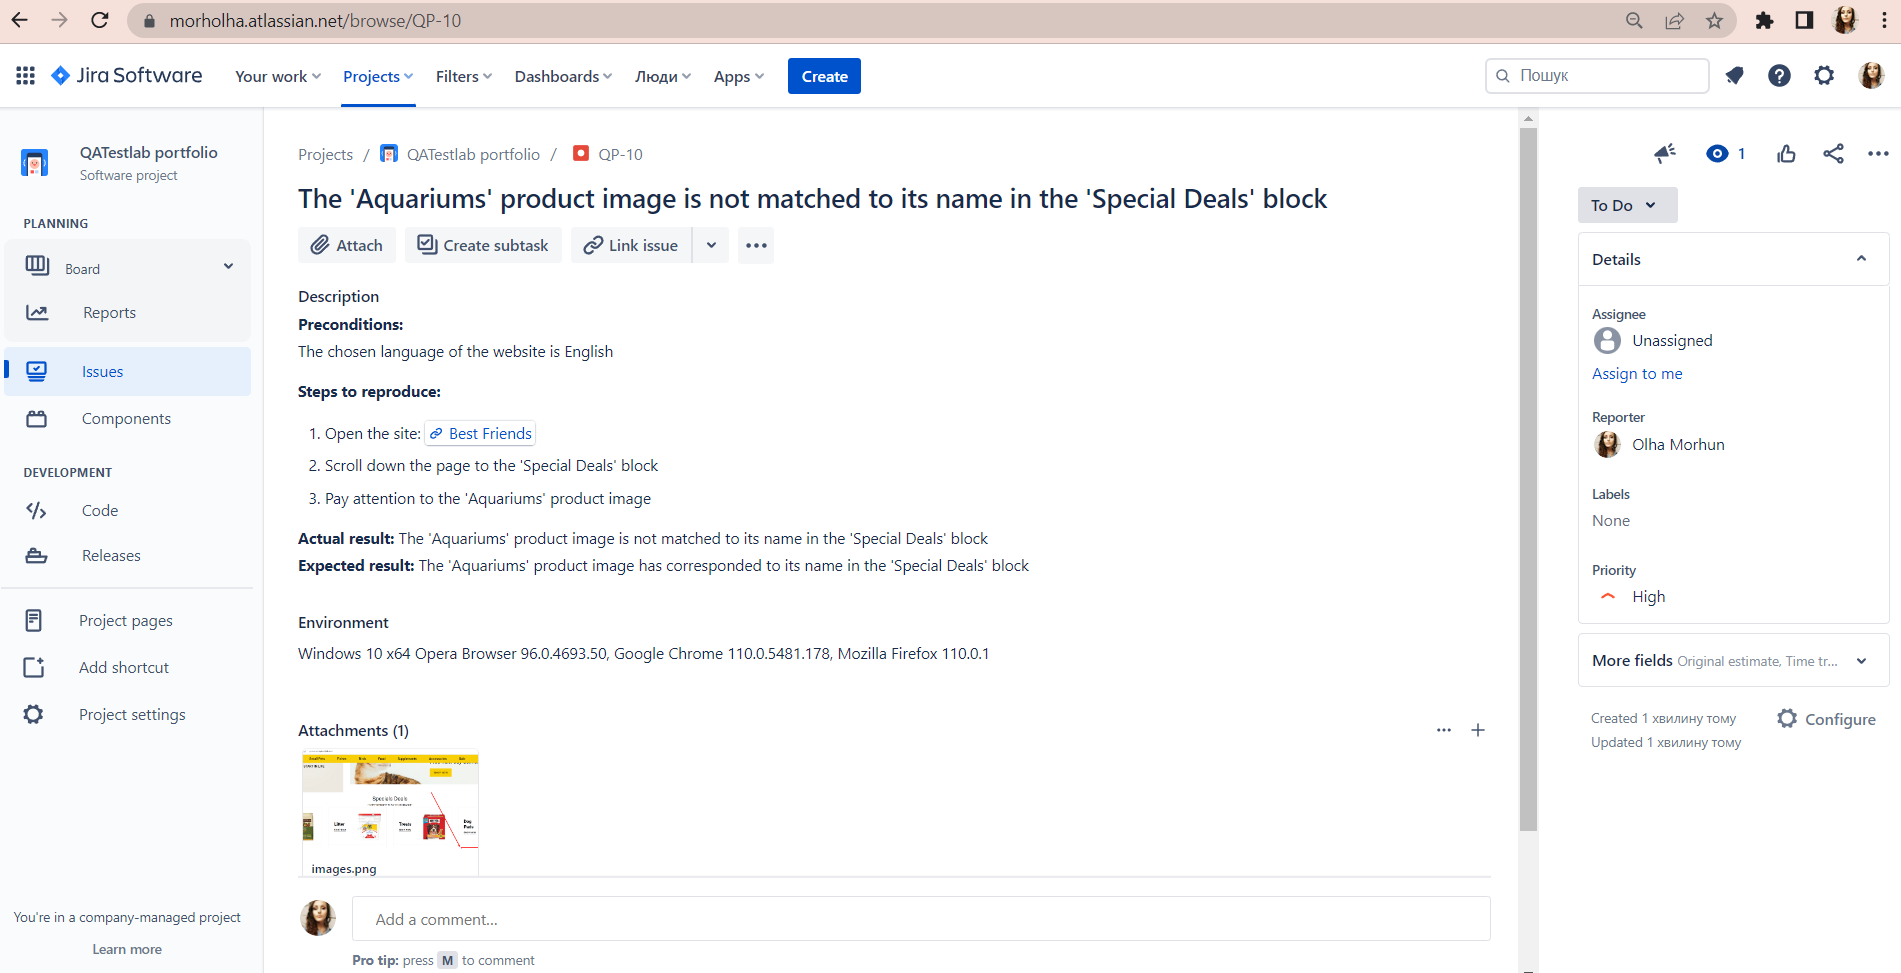 morholha.atlassian.net/browse/QP-10
Jira Software Your work Projects Filters Dashboards Люди Apps Create Пошук
QATestlab portfolio
Software project
PLANNING
Board
Reports
Issues
Components
DEVELOPMENT
Code
Releases
Project pages
Add shortcut
Project settings
You're in a company-managed project
Learn more
Projects / QATestlab portfolio / QP-10
The 'Aquariums' product image is not matched to its name in the 'Special Deals' block
Attach Create subtask Link issue
Description
Preconditions:
The chosen language of the website is English
Steps to reproduce:
1. Open the site: Best Friends
2. Scroll down the page to the 'Special Deals' block
3. Pay attention to the 'Aquariums' product image
Actual result: The 'Aquariums' product image is not matched to its name in the 'Special Deals' block
Expected result: The 'Aquariums' product image has corresponded to its name in the 'Special Deals' block
Environment
Windows 10 x64 Opera Browser 96.0.4693.50, Google Chrome 110.0.5481.178, Mozilla Firefox 110.0.1
Attachments (1)
Specials Deals
Litter
Treats
Dog
Pads
images.png
Add a comment...
Pro tip: press M to comment
1
To Do
Details
Assignee
Unassigned
Assign to me
Reporter
Olha Morhun
Labels
None
Priority
High
More fields Original estimate, Time tr...
Created 1 хвилину тому
Configure
Updated 1 хвилину тому